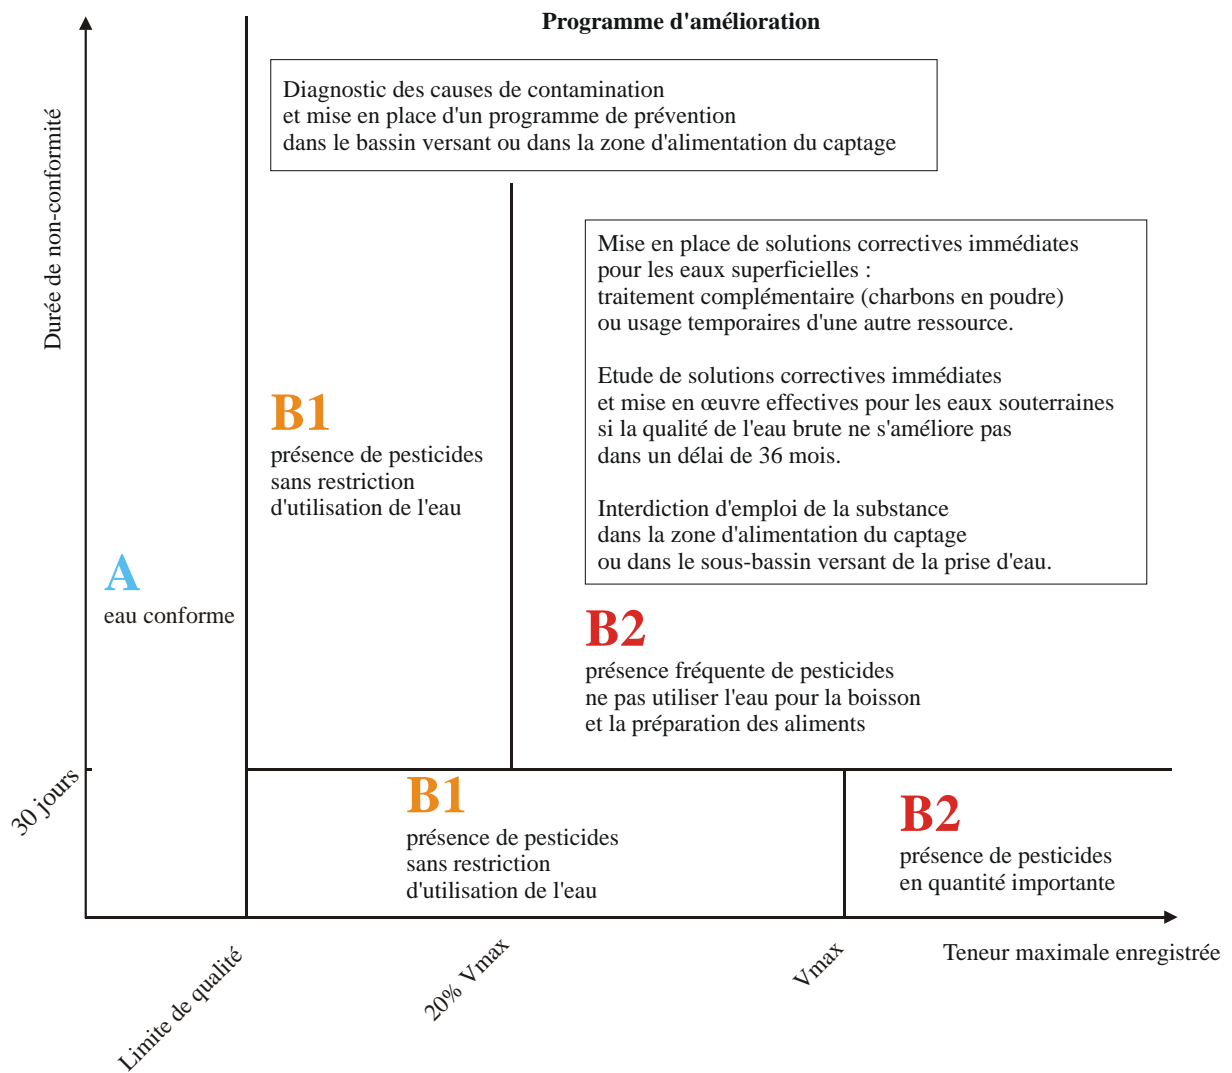 Programme d'amélioration
Diagnostic des causes de contamination
et mise en place d'un programme de prévention
dans le bassin versant ou dans la zone d'alimentation du captage
Durée de non-conformité
Mise en place de solutions correctives immédiates
pour les eaux superficielles :
traitement complémentaire (charbons en poudre)
ou usage temporaires d'une autre ressource.
Etude de solutions correctives immédiates
et mise en œuvre effectives pour les eaux souterraines
si la qualité de l'eau brute ne s'améliore pas
dans un délai de 36 mois.
Interdiction d'emploi de la substance
dans la zone d'alimentation du captage
ou dans le sous-bassin versant de la prise d'eau.
B1
présence de pesticides
sans restriction
d'utilisation de l'eau
A
eau conforme
B2
présence fréquente de pesticides
ne pas utiliser l'eau pour la boisson
et la préparation des aliments
30 jours
B1
présence de pesticides
sans restriction
d'utilisation de l'eau
B2
présence de pesticides
en quantité importante
Limite de qualité
20% Vmax
Vmax
Teneur maximale enregistrée